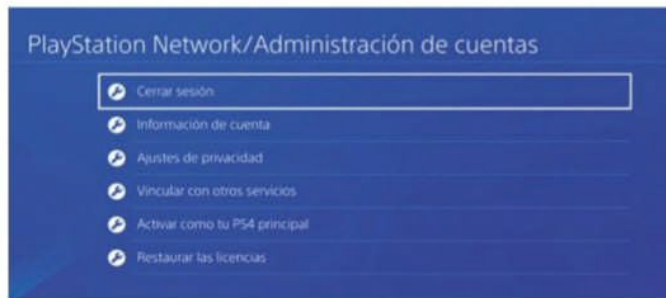 PlayStation Network/Administración de cuentas
Cerrar sesión
Información de cuenta
Ajustes de privacidad
Vincular con otros servicios
Activar como tu PS4 principal
Restaurar las licencias